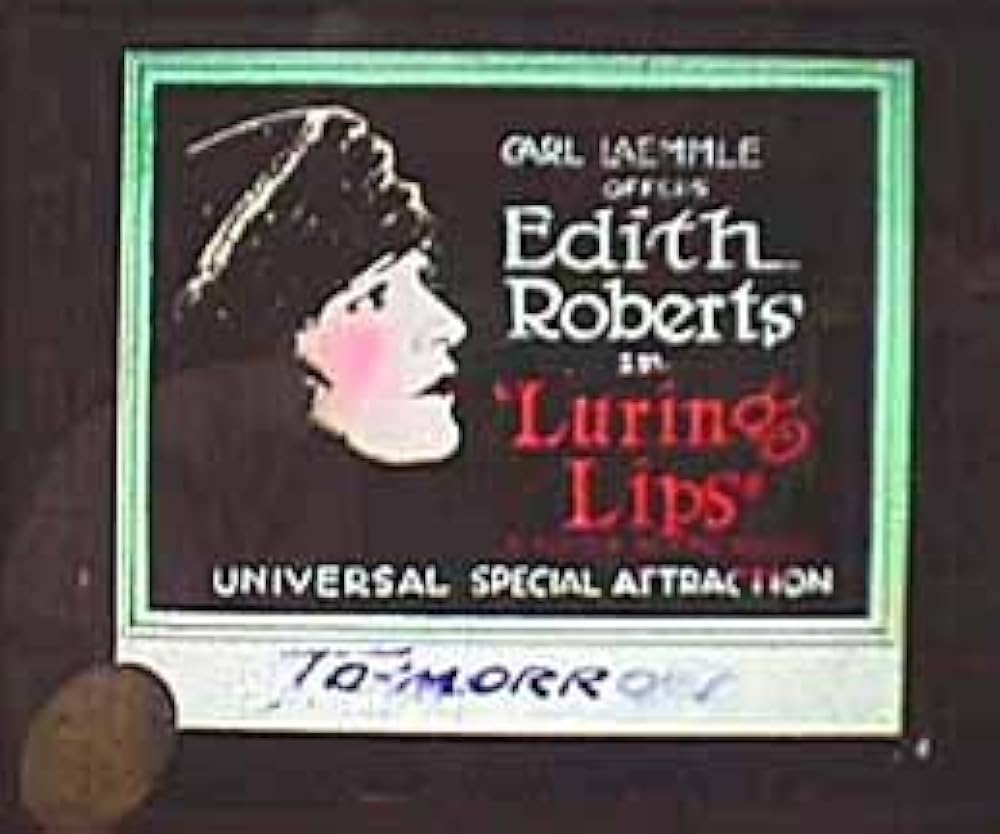 CARL LAEMMLE
OFFERS
Edith
Roberts
in
"Luring
Lips"
UNIVERSAL SPECIAL ATTRACTION
TO-MORROW